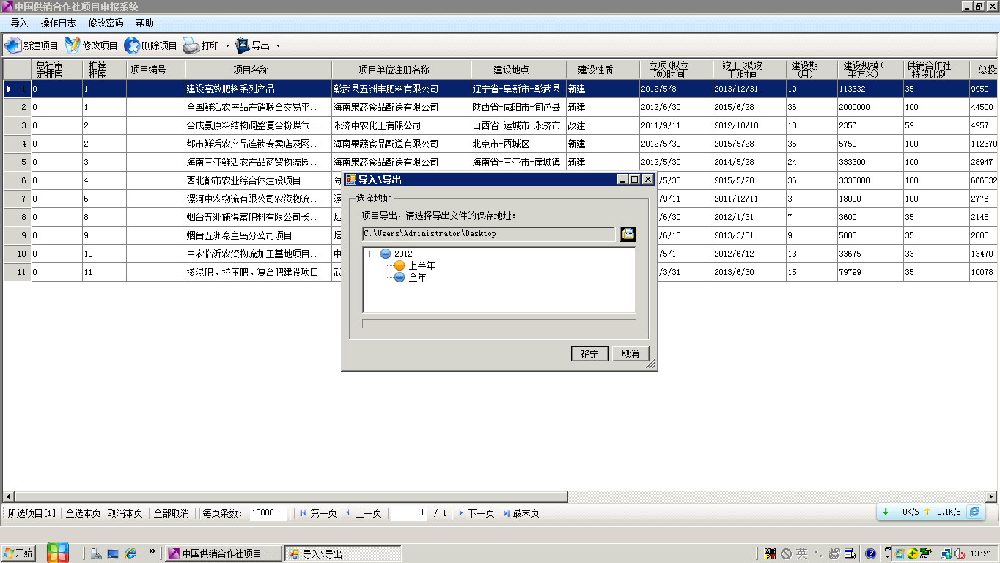 中国供销合作社项目申报系统
导入 操作日志 修改密码 帮助
新建项目 修改项目 删除项目 打印 导出
总社审定排序 推荐排序 项目编号 项目名称 项目单位注册名称 建设地点 建设性质 立项(拟立项)时间 竣工(拟竣工)时间 建设期(月) 建设规模(平方米) 供销合作社持股比例 总投
1 0 1 建设高效肥料系列产品 彰武县五洲丰肥料有限公司 辽宁省-阜新市-彰武县 新建 2012/5/8 2013/12/31 19 113332 35 9950
2 0 1 全国鲜活农产品产销联合交易平... 海南果蔬食品配送有限公司 陕西省-咸阳市-旬邑县 新建 2012/6/30 2015/6/28 36 2000000 100 44500
3 0 2 合成氨原料结构调整复合粉煤气... 永济中农化工有限公司 山西省-运城市-永济市 改建 2011/9/11 2012/10/10 13 2356 59 4957
4 0 2 都市鲜活农产品连锁专卖店及网... 海南果蔬食品配送有限公司 北京市-西城区 新建 2012/5/30 2015/5/28 36 5750 100 112370
5 0 3 海南三亚鲜活农产品商贸物流园... 海南果蔬食品配送有限公司 海南省-三亚市-崖城镇 新建 2012/5/30 2014/5/28 24 333300 100 28947
6 0 4 西北都市农业综合体建设项目 海 /5/30 2015/5/28 36 3330000 100 666832
7 0 6 漯河中农物流有限公司农资物流... 漯 /9/11 2011/12/11 3 18000 100 2776
8 0 8 烟台五洲施得富肥料有限公司长... 烟 /6/30 2012/1/31 7 3600 35 2145
9 0 9 烟台五洲秦皇岛分公司项目 烟 /6/13 2013/3/31 9 5000 35 2000
10 0 10 中农临沂农资物流加工基地项目... 中 /5/1 2012/6/12 13 33675 33 13470
11 0 11 掺混肥、挤压肥、复合肥建设项目 武 /3/31 2013/6/30 15 79799 35 10078
导入\导出
选择地址
项目导出，请选择导出文件的保存地址：
C:\Users\Administrator\Desktop
2012
上半年
全年
确定 取消
所选项目[1] 全选本页 取消本页 全部取消 每页条数： 10000 第一页 上一页 1 / 1 下一页 最末页
0K/S 0.1K/S
开始 » 中国供销合作社项目... 导入\导出 英 13:21